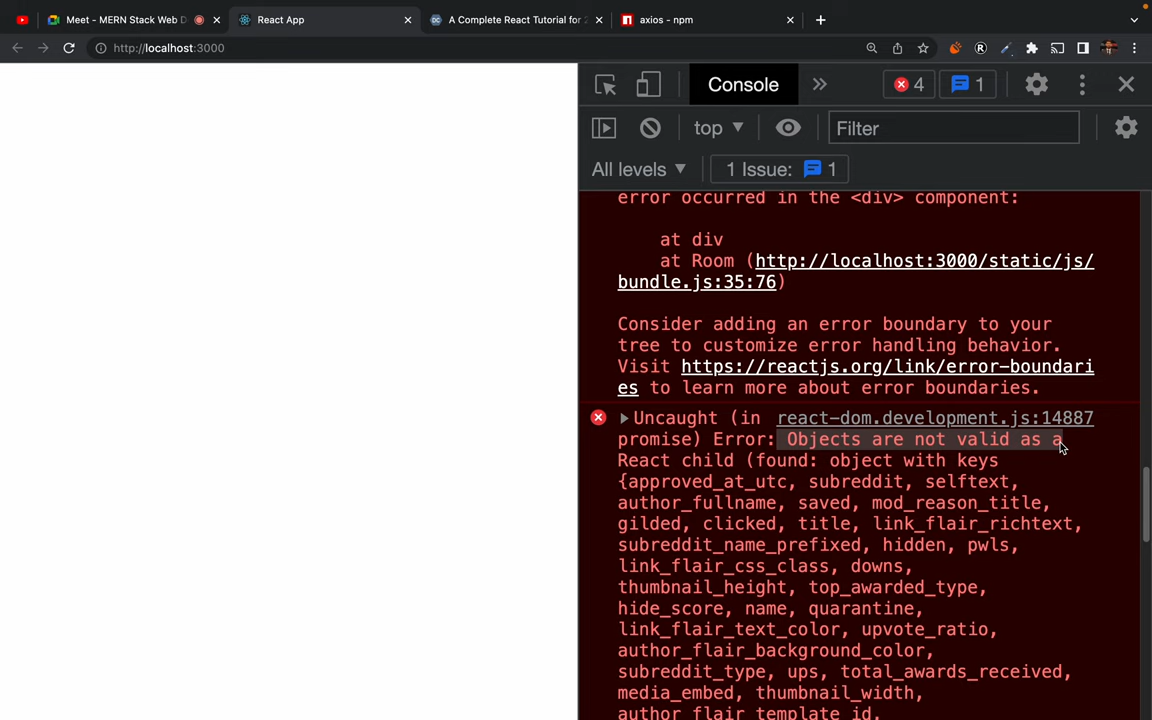 Meet - MERN Stack Web D
React App
A Complete React Tutorial for 2
axios - npm
http://localhost:3000
Console
4
1
top
Filter
All levels
1 Issue:
1
error occurred in the <div> component:
at div
at Room (http://localhost:3000/static/js/
bundle.js:35:76)
Consider adding an error boundary to your
tree to customize error handling behavior.
Visit https://reactjs.org/link/error-boundari
es to learn more about error boundaries.
Uncaught (in react-dom.development.js:14887
promise) Error: Objects are not valid as a
React child (found: object with keys
{approved_at_utc, subreddit, selftext,
author_fullname, saved, mod_reason_title,
gilded, clicked, title, link_flair_richtext,
subreddit_name_prefixed, hidden, pwls,
link_flair_css_class, downs,
thumbnail_height, top_awarded_type,
hide_score, name, quarantine,
link_flair_text_color, upvote_ratio,
author_flair_background_color,
subreddit_type, ups, total_awards_received,
media_embed, thumbnail_width,
author_flair_template_id,